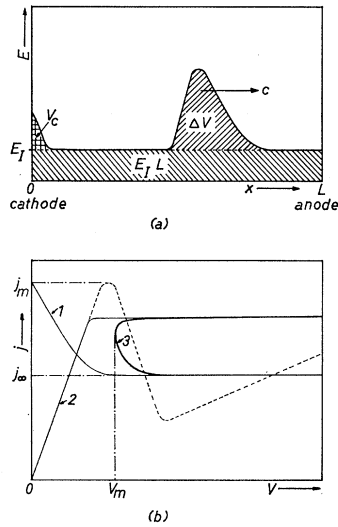 E
V_c
c
ΔV
E_I
E_I L
0
x
L
cathode
anode
(a)
j_m
1
j
3
j_∞
2
0
V_m
V
(b)